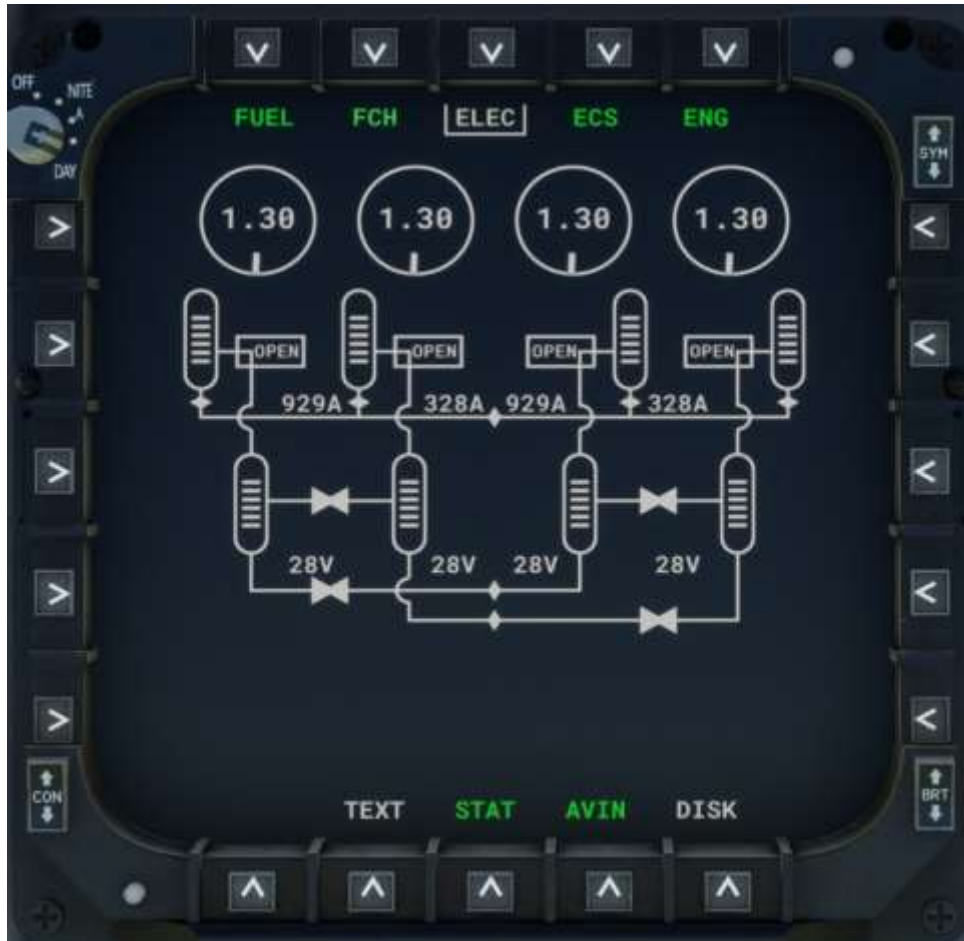 OFF NITE
A
DAY
FUEL FCH ELEC ECS ENG
SYM
1.30 1.30 1.30 1.30
OPEN OPEN OPEN OPEN
929A 328A 929A 328A
28V 28V 28V 28V
CON
BRT
TEXT STAT AVIN DISK